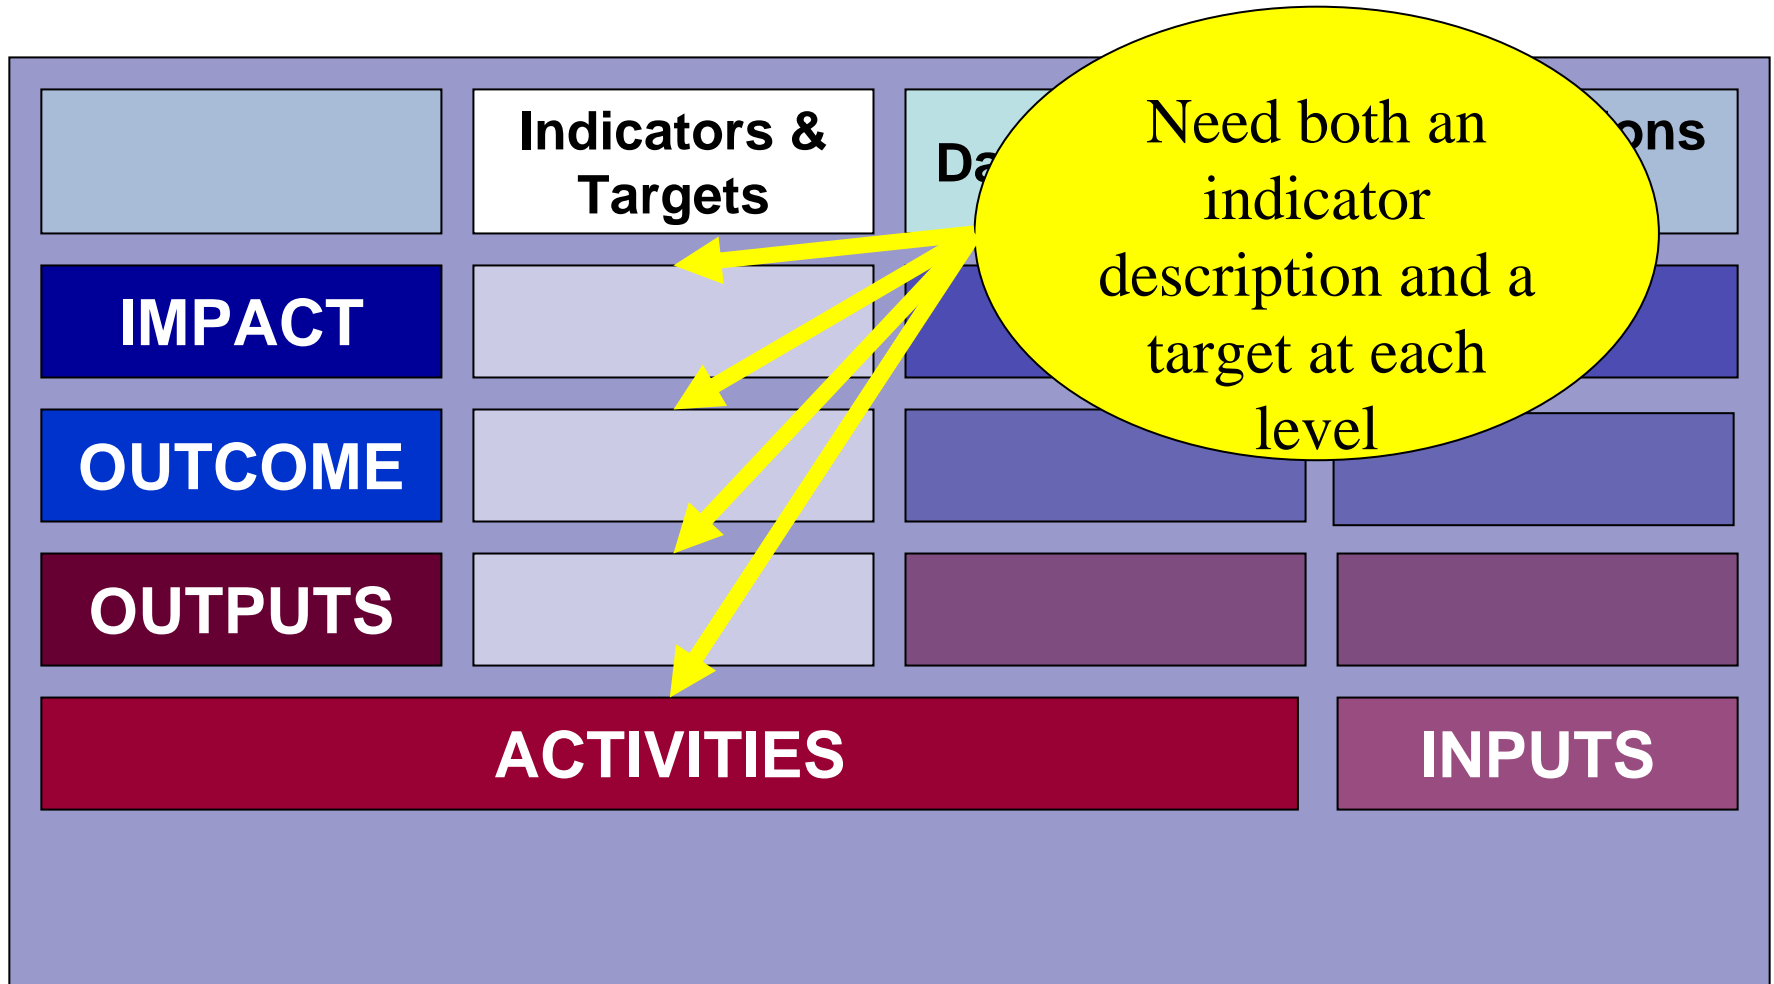 Indicators &
Targets
Need both an
indicator
description and a
target at each
level
IMPACT
OUTCOME
OUTPUTS
ACTIVITIES
INPUTS